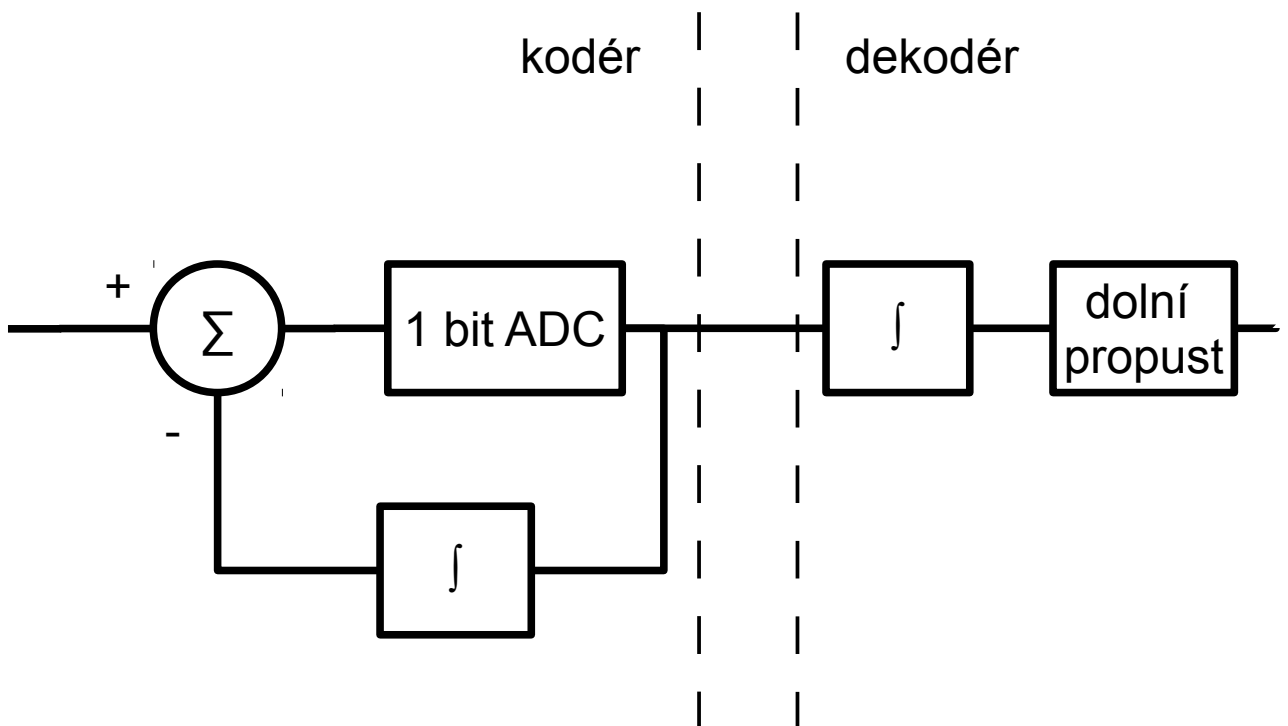 kodér
dekodér
+
Σ
1 bit ADC
∫
dolní
propust
-
∫